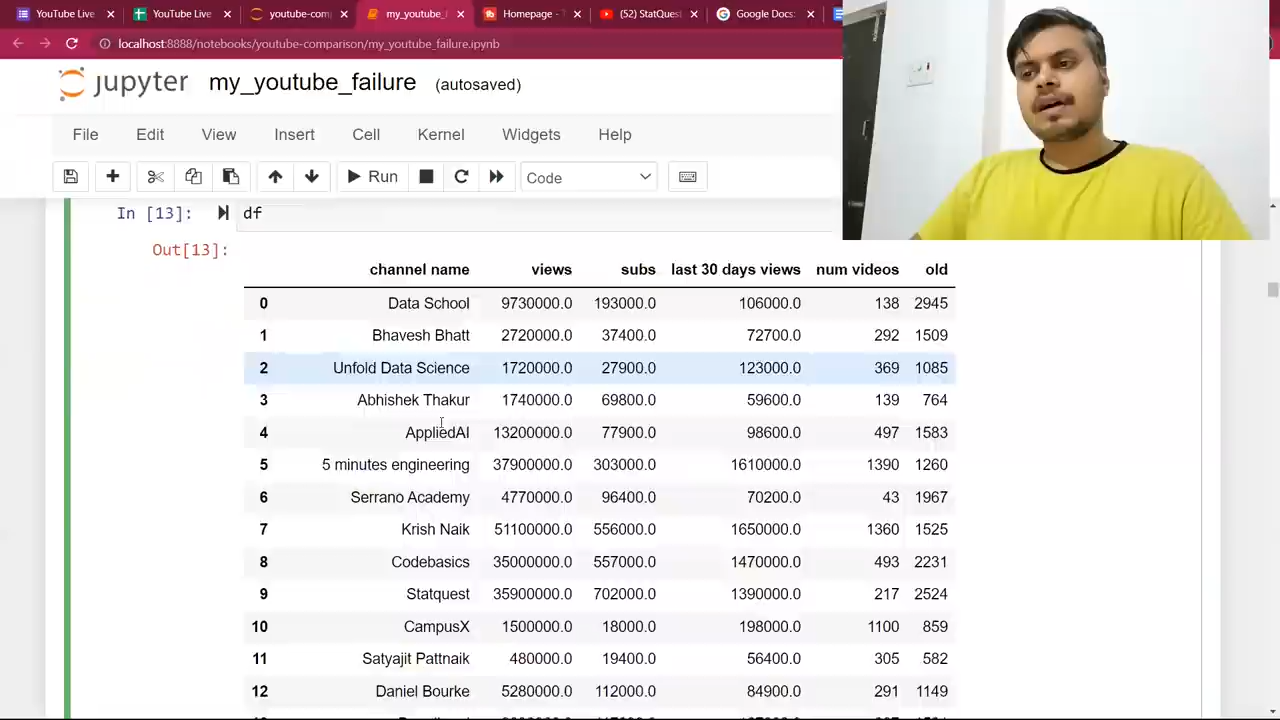 YouTube Live
YouTube Live
youtube-com
my_youtube_
Homepage - T
(52) StatQues
Google Docs:
localhost:8888/notebooks/youtube-comparison/my_youtube_failure.ipynb
jupyter my_youtube_failure (autosaved)
File Edit View Insert Cell Kernel Widgets Help
Run Code
In [13]: df
Out[13]:
channel name views subs last 30 days views num videos old
0 Data School 9730000.0 193000.0 106000.0 138 2945
1 Bhavesh Bhatt 2720000.0 37400.0 72700.0 292 1509
2 Unfold Data Science 1720000.0 27900.0 123000.0 369 1085
3 Abhishek Thakur 1740000.0 69800.0 59600.0 139 764
4 AppliedAI 13200000.0 77900.0 98600.0 497 1583
5 5 minutes engineering 37900000.0 303000.0 1610000.0 1390 1260
6 Serrano Academy 4770000.0 96400.0 70200.0 43 1967
7 Krish Naik 51100000.0 556000.0 1650000.0 1360 1525
8 Codebasics 35000000.0 557000.0 1470000.0 493 2231
9 Statquest 35900000.0 702000.0 1390000.0 217 2524
10 CampusX 1500000.0 18000.0 198000.0 1100 859
11 Satyajit Pattnaik 480000.0 19400.0 56400.0 305 582
12 Daniel Bourke 5280000.0 112000.0 84900.0 291 1149